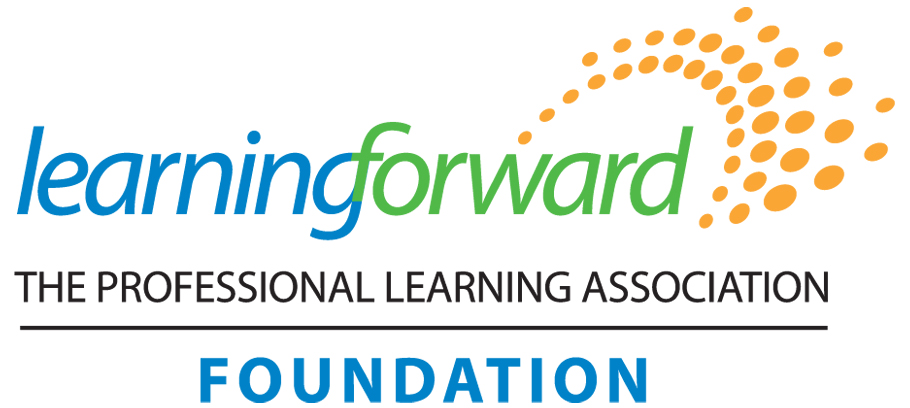 learningforward
THE PROFESSIONAL LEARNING ASSOCIATION
FOUNDATION